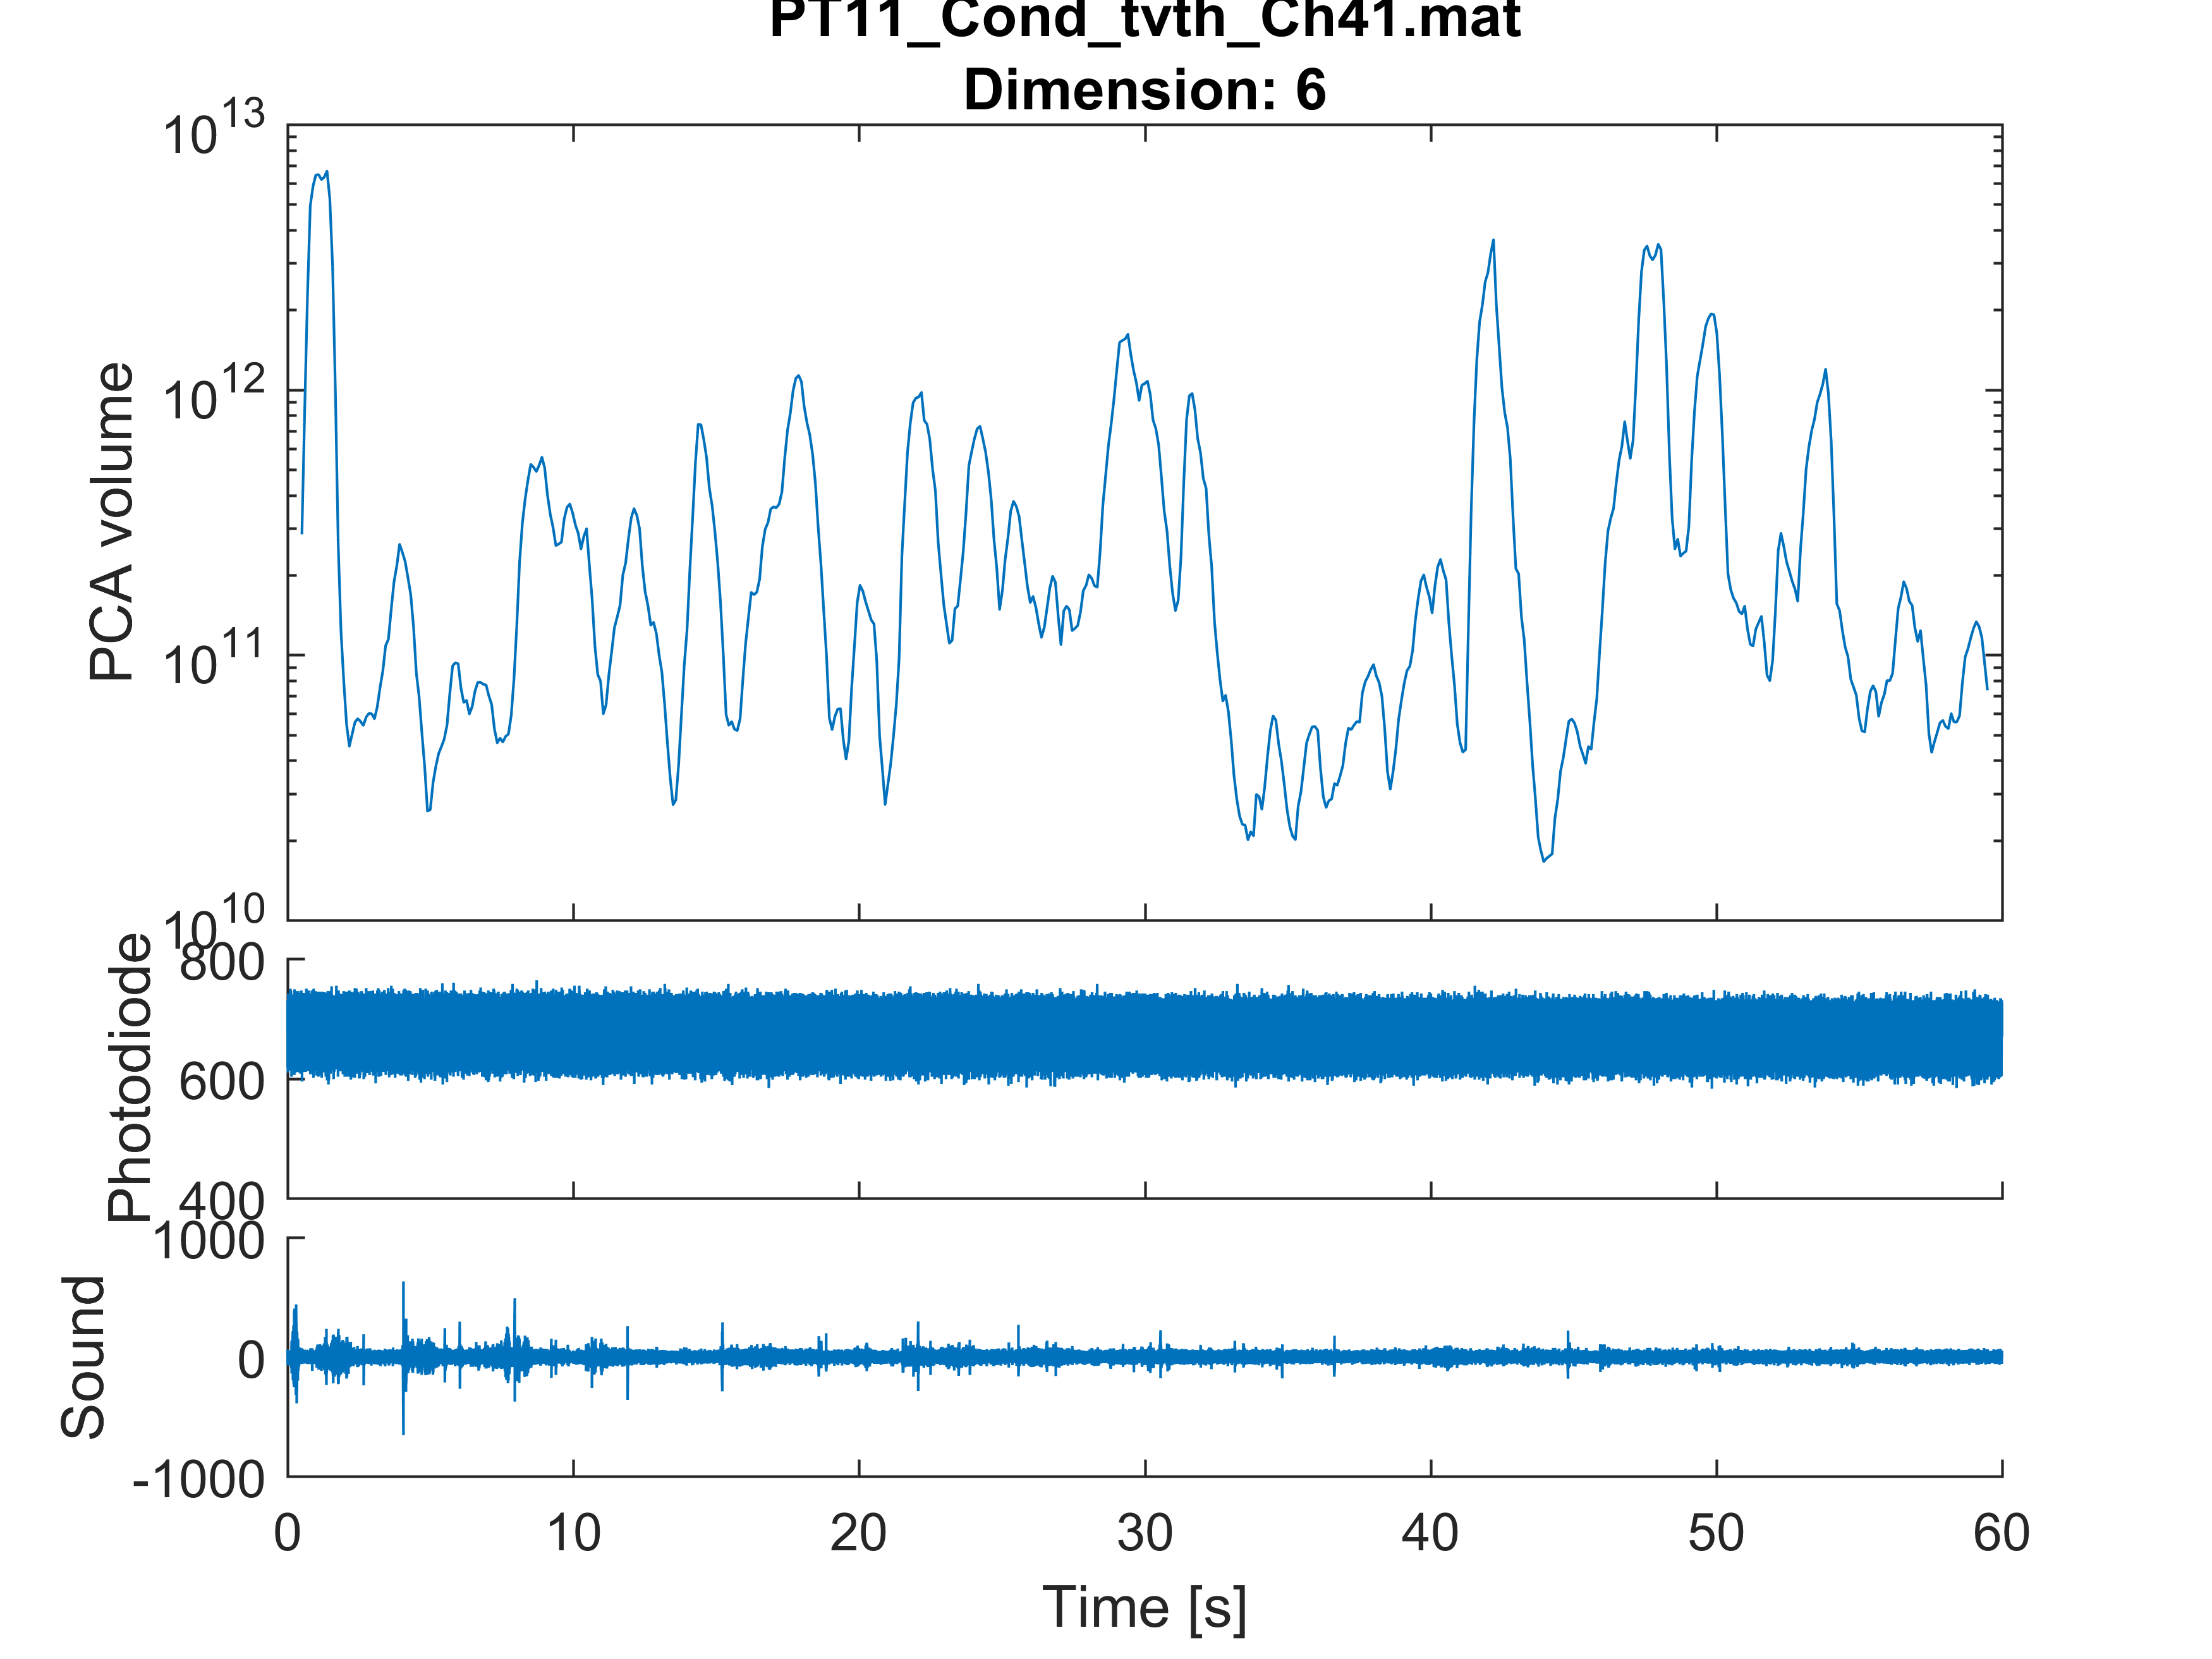 PT11_Cond_tvth_Ch41.mat
Dimension: 6
10^13
10^12
10^11
10^10
PCA volume
800
600
400
Photodiode
1000
0
-1000
Sound
0 10 20 30 40 50 60
Time [s]